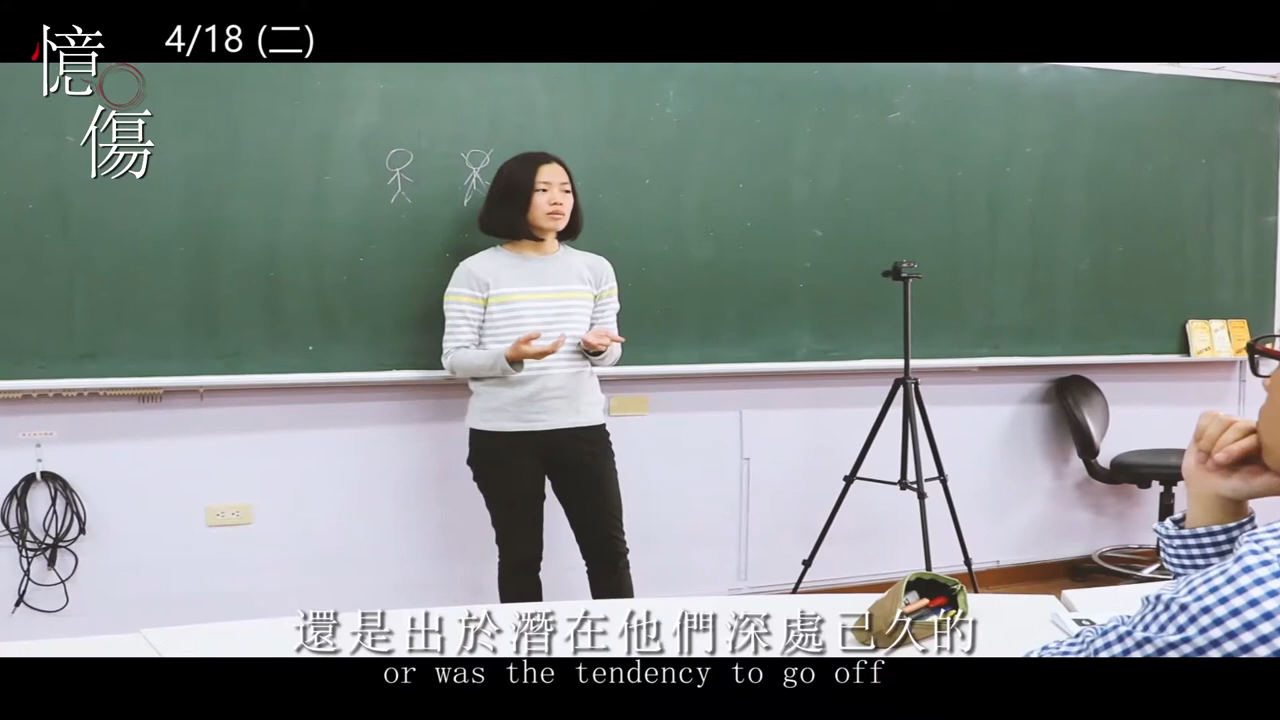 憶
傷
4/18 (二)
還是出於潛在他們深處已久的
or was the tendency to go off